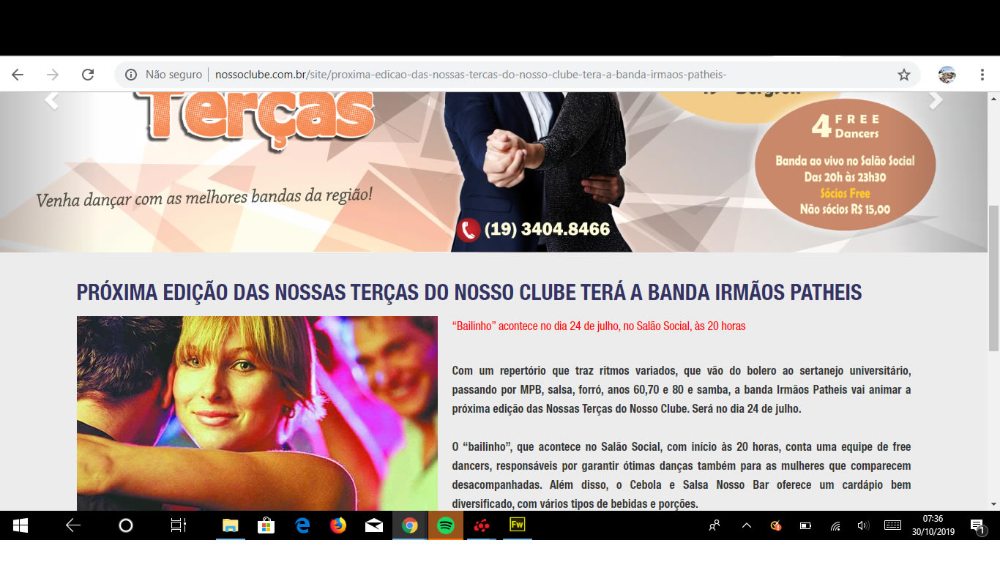 Não seguro
nossoclube.com.br/site/proxima-edicao-das-nossas-tercas-do-nosso-clube-tera-a-banda-irmaos-patheis-
Terças
Venha dançar com as melhores bandas da região!
(19) 3404.8466
4 FREE
Dancers
Banda ao vivo no Salão Social
Das 20h às 23h30
Sócios Free
Não sócios R$ 15,00
PRÓXIMA EDIÇÃO DAS NOSSAS TERÇAS DO NOSSO CLUBE TERÁ A BANDA IRMÃOS PATHEIS
“Bailinho” acontece no dia 24 de julho, no Salão Social, às 20 horas
Com um repertório que traz ritmos variados, que vão do bolero ao sertanejo universitário,
passando por MPB, salsa, forró, anos 60,70 e 80 e samba, a banda Irmãos Patheis vai animar a
próxima edição das Nossas Terças do Nosso Clube. Será no dia 24 de julho.
O “bailinho”, que acontece no Salão Social, com início às 20 horas, conta uma equipe de free
dancers, responsáveis por garantir ótimas danças também para as mulheres que comparecem
desacompanhadas. Além disso, o Cebola e Salsa Nosso Bar oferece um cardápio bem
diversificado, com vários tipos de bebidas e porções.
Fw
07:36
30/10/2019
1